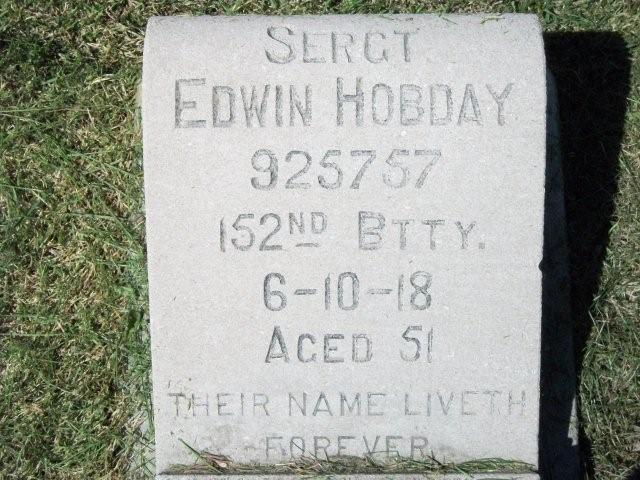 SERGT
EDWIN HOBDAY
925757
152ND BTTY.
6-10-18
AGED 51
THEIR NAME LIVETH
FOREVER